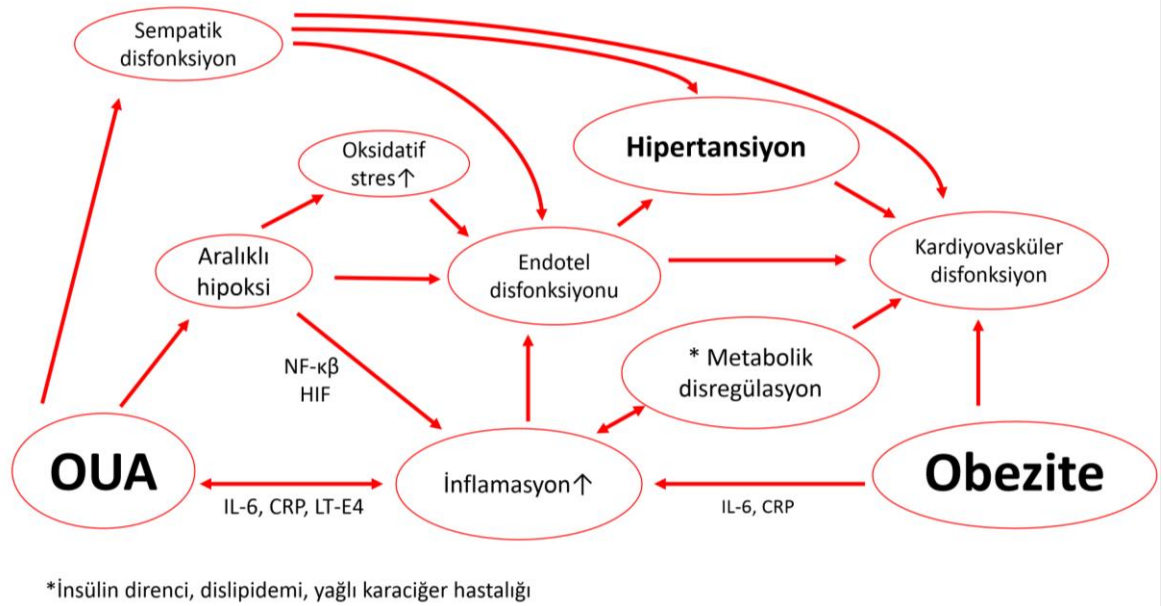 Sempatik
disfonksiyon
Oksidatif
stres↑
Hipertansiyon
Aralıklı
hipoksi
Endotel
disfonksiyonu
Kardiyovasküler
disfonksiyon
NF-κβ
HIF
* Metabolik
disregülasyon
OUA
IL-6, CRP, LT-E4
İnflamasyon↑
IL-6, CRP
Obezite
*İnsülin direnci, dislipidemi, yağlı karaciğer hastalığı